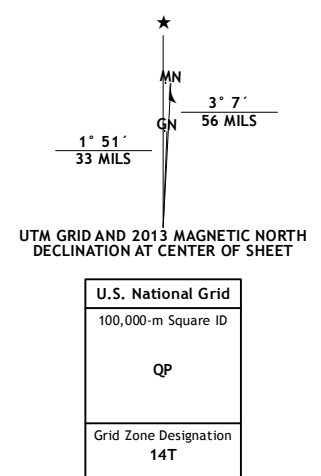 ★
MN
3° 7´
GN
56 MILS
1° 51´
33 MILS
UTM GRID AND 2013 MAGNETIC NORTH
DECLINATION AT CENTER OF SHEET
U.S. National Grid
100,000-m Square ID
QP
Grid Zone Designation
14T